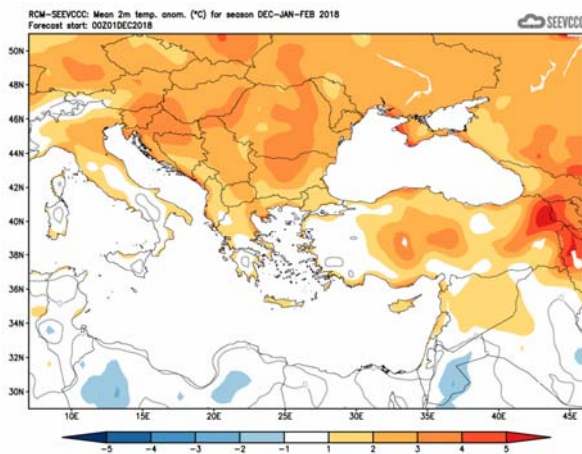 RCM-SEEVCCC: Mean 2m temp. anom. (°C) for season DEC-JAN-FEB 2018
Forecast start: 00Z01DEC2018
SEEVCCC
50N
48N
46N
44N
42N
40N
38N
36N
34N
32N
30N
10E 15E 20E 25E 30E 35E 40E 45E
-5 -4 -3 -2 -1 1 2 3 4 5